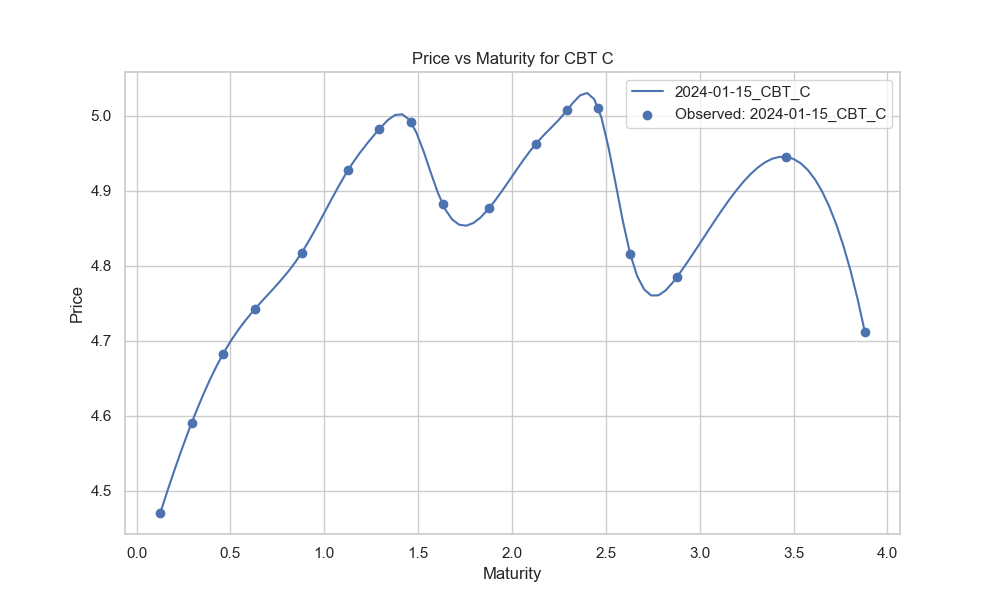 Price vs Maturity for CBT C
2024-01-15_CBT_C
Observed: 2024-01-15_CBT_C
Price
5.0
4.9
4.8
4.7
4.6
4.5
0.0 0.5 1.0 1.5 2.0 2.5 3.0 3.5 4.0
Maturity